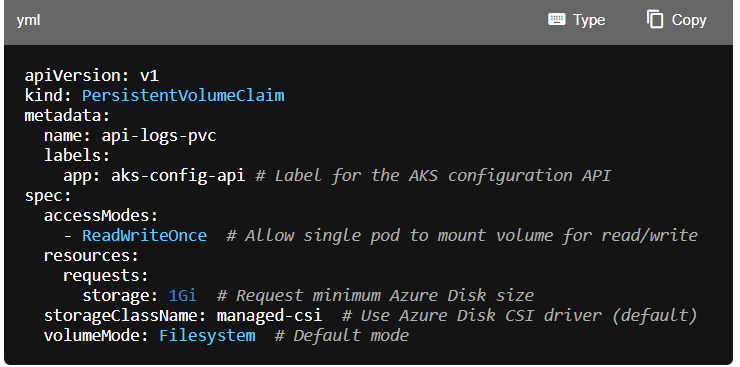 yml
Type
Copy
apiVersion: v1
kind: PersistentVolumeClaim
metadata:
  name: api-logs-pvc
  labels:
    app: aks-config-api # Label for the AKS configuration API
spec:
  accessModes:
    - ReadWriteOnce  # Allow single pod to mount volume for read/write
  resources:
    requests:
      storage: 1Gi  # Request minimum Azure Disk size
  storageClassName: managed-csi  # Use Azure Disk CSI driver (default)
  volumeMode: Filesystem  # Default mode